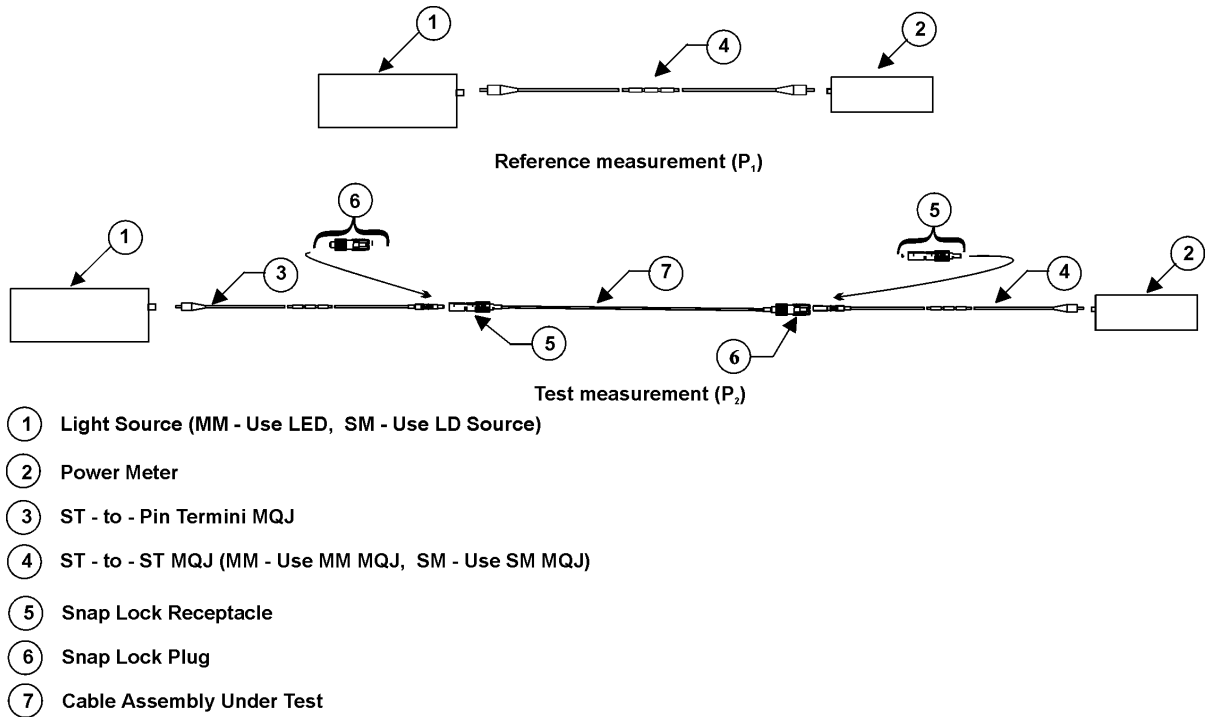 1
4
2
Reference measurement (P₁)
6
5
1
3
7
4
2
5
6
Test measurement (P₂)
1 Light Source (MM - Use LED, SM - Use LD Source)
2 Power Meter
3 ST - to - Pin Termini MQJ
4 ST - to - ST MQJ (MM - Use MM MQJ, SM - Use SM MQJ)
5 Snap Lock Receptacle
6 Snap Lock Plug
7 Cable Assembly Under Test